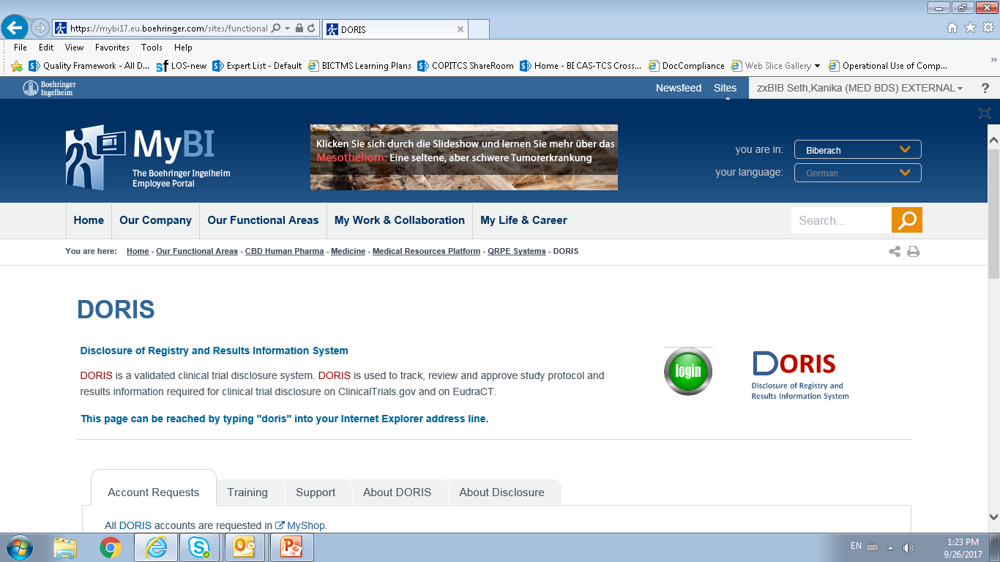 https://mybi17.eu.boehringer.com/sites/functional
DORIS
File Edit View Favorites Tools Help
Quality Framework - All D... LOS-new Expert List - Default BICTMS Learning Plans COPITCS ShareRoom Home - BI CAS-TCS Cross... DocCompliance Web Slice Gallery Operational Use of Comp...
Boehringer
Ingelheim
Newsfeed Sites zxBIB Seth,Kanika (MED BDS) EXTERNAL ?
MyBI
The Boehringer Ingelheim
Employee Portal
Klicken Sie sich durch die Slideshow und lernen Sie mehr über das
Mesotheliom: Eine seltene, aber schwere Tumorerkrankung
you are in: Biberach
your language: German
Home Our Company Our Functional Areas My Work & Collaboration My Life & Career Search...
You are here: Home - Our Functional Areas - CBD Human Pharma - Medicine - Medical Resources Platform - QRPE Systems - DORIS
DORIS
Disclosure of Registry and Results Information System
DORIS is a validated clinical trial disclosure system. DORIS is used to track, review and approve study protocol and
results information required for clinical trial disclosure on ClinicalTrials.gov and on EudraCT.
This page can be reached by typing "doris" into your Internet Explorer address line.
login
DORIS
Disclosure of Registry and
Results Information System
Account Requests Training Support About DORIS About Disclosure
All DORIS accounts are requested in MyShop.
EN
1:23 PM
9/26/2017